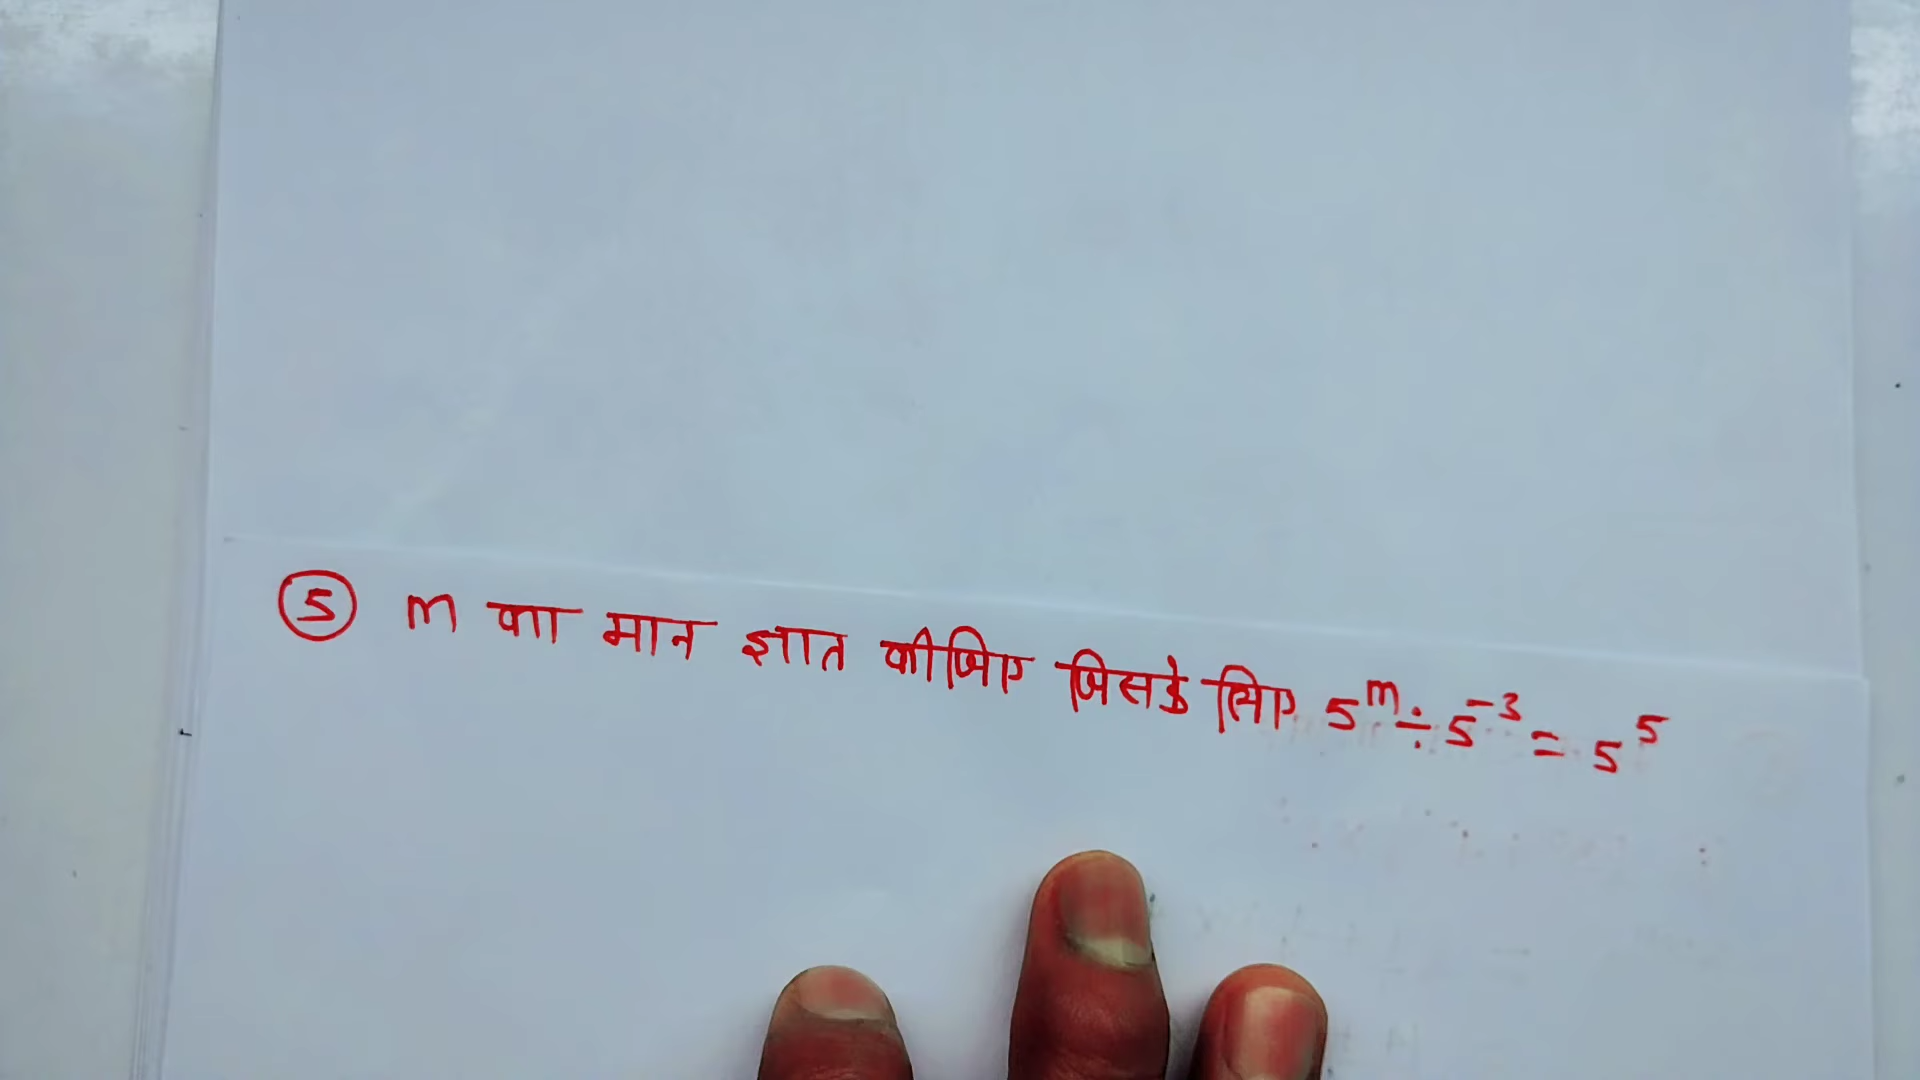 ⑤ m का मान ज्ञात कीजिए जिसके लिए 5^m ÷ 5^-3 = 5^5